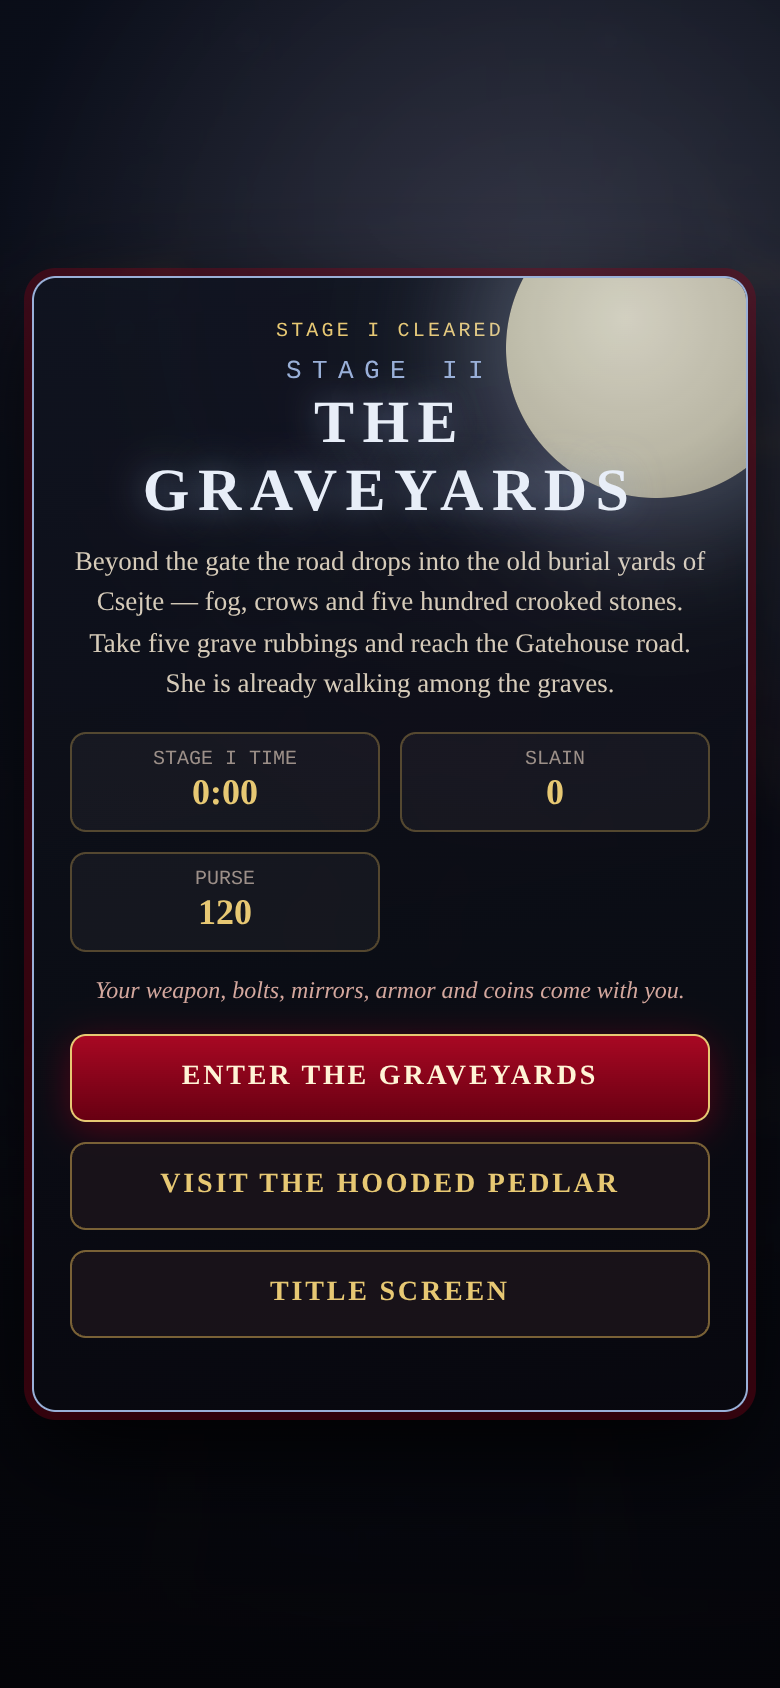 STAGE I CLEARED
STAGE II
THE
GRAVEYARDS
Beyond the gate the road drops into the old burial yards of
Csejte — fog, crows and five hundred crooked stones.
Take five grave rubbings and reach the Gatehouse road.
She is already walking among the graves.
STAGE I TIME
0:00
SLAIN
0
PURSE
120
Your weapon, bolts, mirrors, armor and coins come with you.
ENTER THE GRAVEYARDS
VISIT THE HOODED PEDLAR
TITLE SCREEN